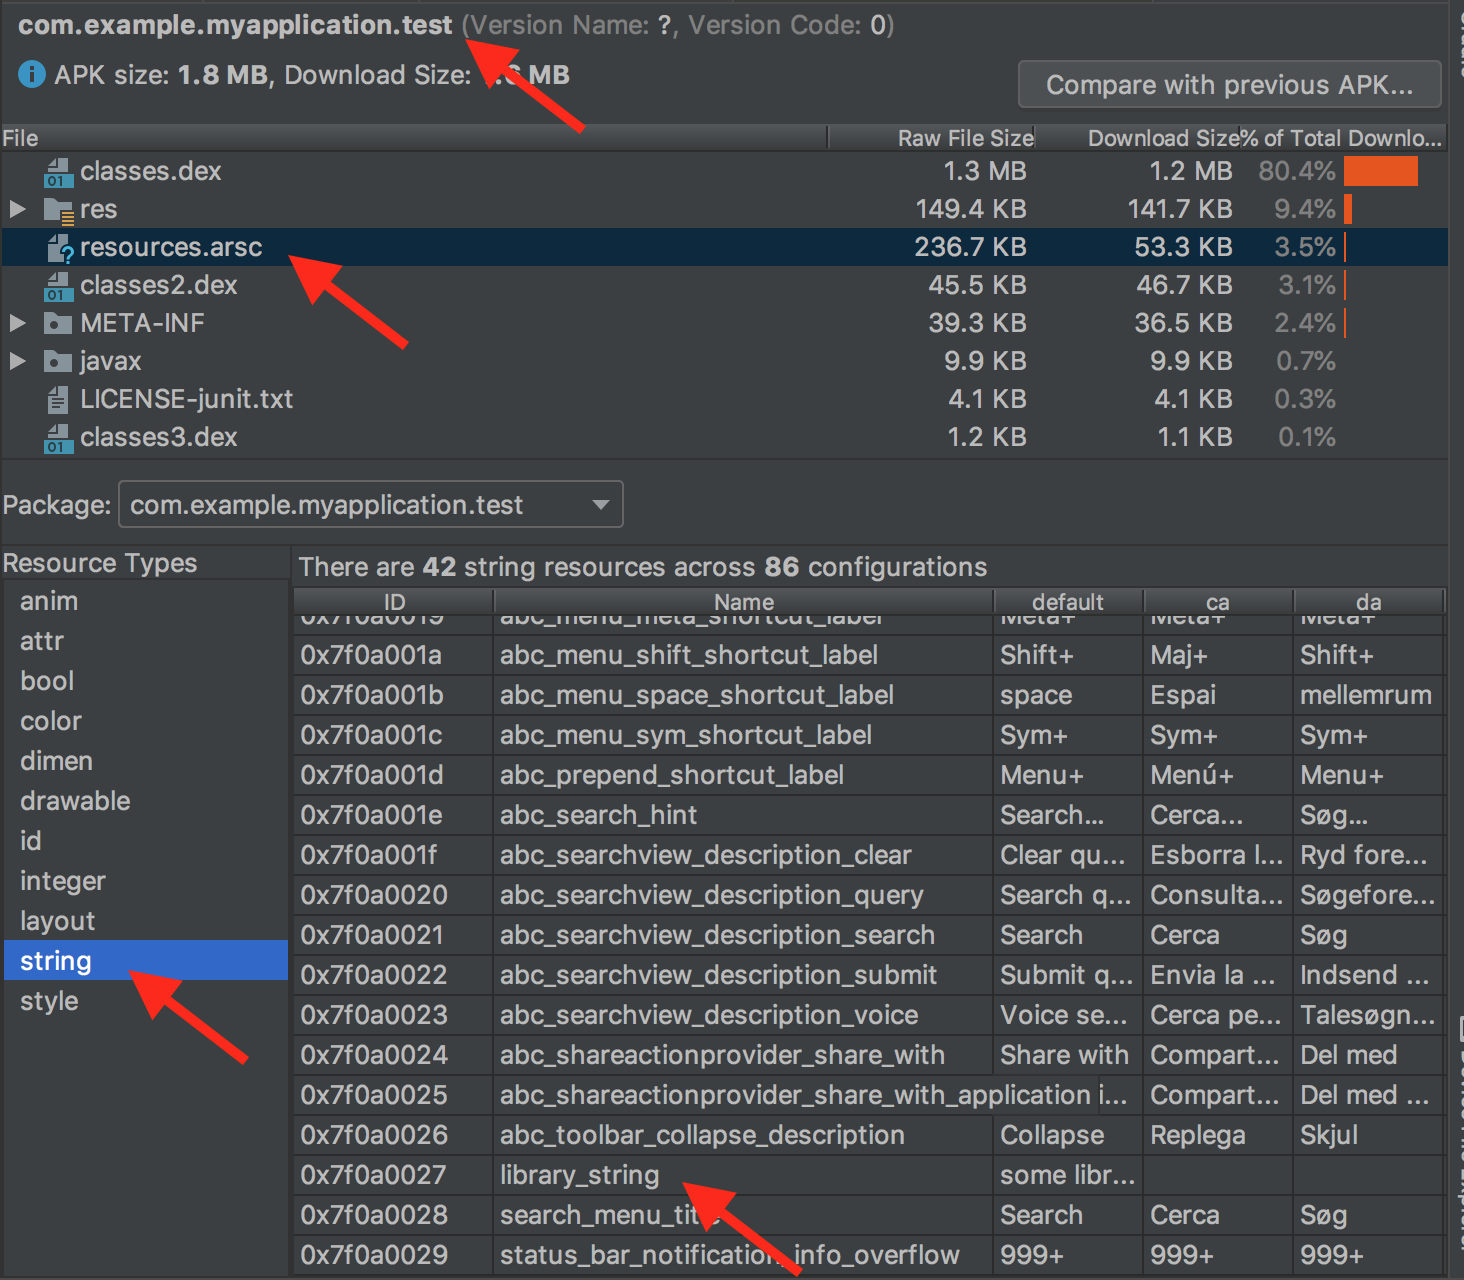 com.example.myapplication.test (Version Name: ?, Version Code: 0)
APK size: 1.8 MB, Download Size: MB
Compare with previous APK...
File Raw File Size Download Size % of Total Downlo...
classes.dex 1.3 MB 1.2 MB 80.4%
res 149.4 KB 141.7 KB 9.4%
resources.arsc 236.7 KB 53.3 KB 3.5%
classes2.dex 45.5 KB 46.7 KB 3.1%
META-INF 39.3 KB 36.5 KB 2.4%
javax 9.9 KB 9.9 KB 0.7%
LICENSE-junit.txt 4.1 KB 4.1 KB 0.3%
classes3.dex 1.2 KB 1.1 KB 0.1%
Package: com.example.myapplication.test
Resource Types
anim
attr
bool
color
dimen
drawable
id
integer
layout
string
style
There are 42 string resources across 86 configurations
ID Name default ca da
0x7f0a0019 abc_menu_meta_shortcut_label Meta+ Meta+ Meta+
0x7f0a001a abc_menu_shift_shortcut_label Shift+ Maj+ Shift+
0x7f0a001b abc_menu_space_shortcut_label space Espai mellemrum
0x7f0a001c abc_menu_sym_shortcut_label Sym+ Sym+ Sym+
0x7f0a001d abc_prepend_shortcut_label Menu+ Menú+ Menu+
0x7f0a001e abc_search_hint Search... Cerca... Søg...
0x7f0a001f abc_searchview_description_clear Clear qu... Esborra l... Ryd fore...
0x7f0a0020 abc_searchview_description_query Search q... Consulta... Søgefore...
0x7f0a0021 abc_searchview_description_search Search Cerca Søg
0x7f0a0022 abc_searchview_description_submit Submit q... Envia la ... Indsend ...
0x7f0a0023 abc_searchview_description_voice Voice se... Cerca pe... Talesøgn...
0x7f0a0024 abc_shareactionprovider_share_with Share with Compart... Del med
0x7f0a0025 abc_shareactionprovider_share_with_application i... Compart... Del med ...
0x7f0a0026 abc_toolbar_collapse_description Collapse Replega Skjul
0x7f0a0027 library_string some libr...
0x7f0a0028 search_menu_title Search Cerca Søg
0x7f0a0029 status_bar_notification_info_overflow 999+ 999+ 999+